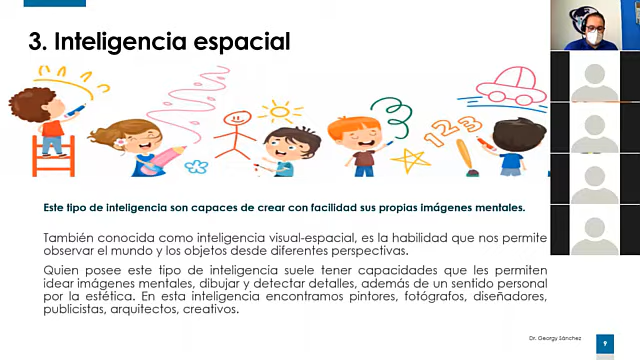 3. Inteligencia espacial
3
123
Este tipo de inteligencia son capaces de crear con facilidad sus propias imágenes mentales.
También conocida como inteligencia visual-espacial, es la habilidad que nos permite
observar el mundo y los objetos desde diferentes perspectivas.
Quien posee este tipo de inteligencia suele tener capacidades que les permiten
idear imágenes mentales, dibujar y detectar detalles, además de un sentido personal
por la estética. En esta inteligencia encontramos pintores, fotógrafos, diseñadores,
publicistas, arquitectos, creativos.
Dr. Georgy Sánchez
9